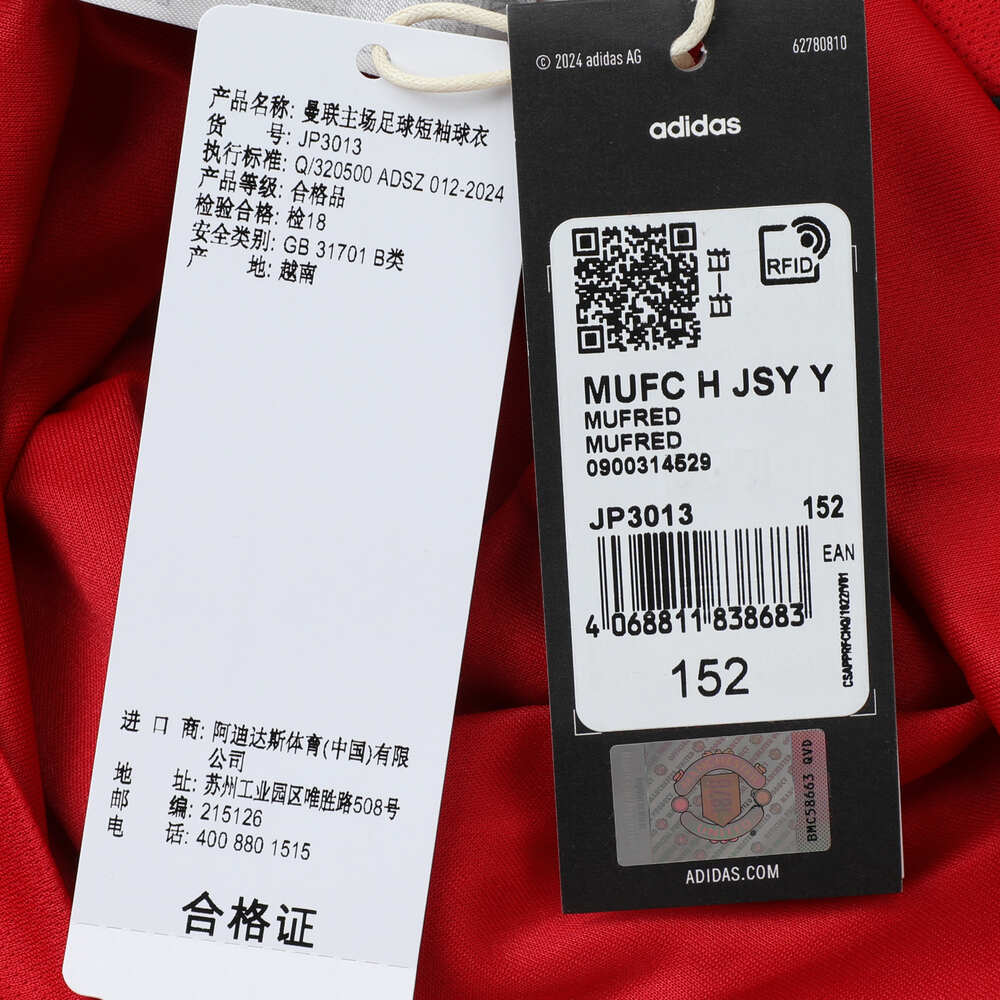 产品名称: 曼联主场足球短袖球衣
货 号: JP3013
执行标准: Q/320500 ADSZ 012-2024
产品等级: 合格品
检验合格: 检18
安全类别: GB 31701 B类
产 地: 越南
进 口 商: 阿迪达斯体育(中国)有限
公司
地 址: 苏州工业园区唯胜路508号
邮 编: 215126
电 话: 400 880 1515
合格证
© 2024 adidas AG
62780810
adidas
RFID
MUFC H JSY Y
MUFRED
MUFRED
0900314529
JP3013 152
EAN
4 068811 838683
CSAPPRFCNQ/1022/V01
152
BMC58663 QVD
ADIDAS.COM